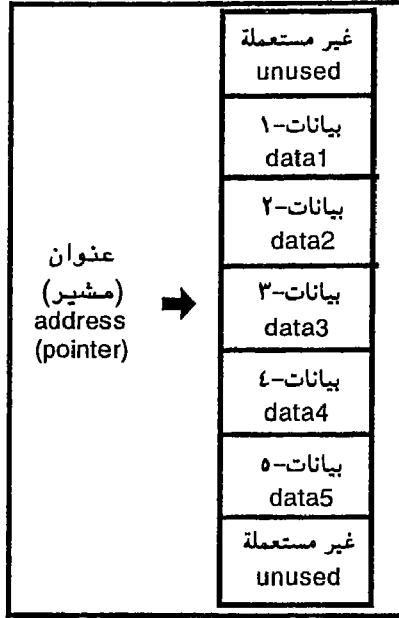 غير مستعملة
unused
بيانات-١
data1
بيانات-٢
data2
عنوان
(مشير)
address
(pointer)
بيانات-٣
data3
بيانات-٤
data4
بيانات-٥
data5
غير مستعملة
unused